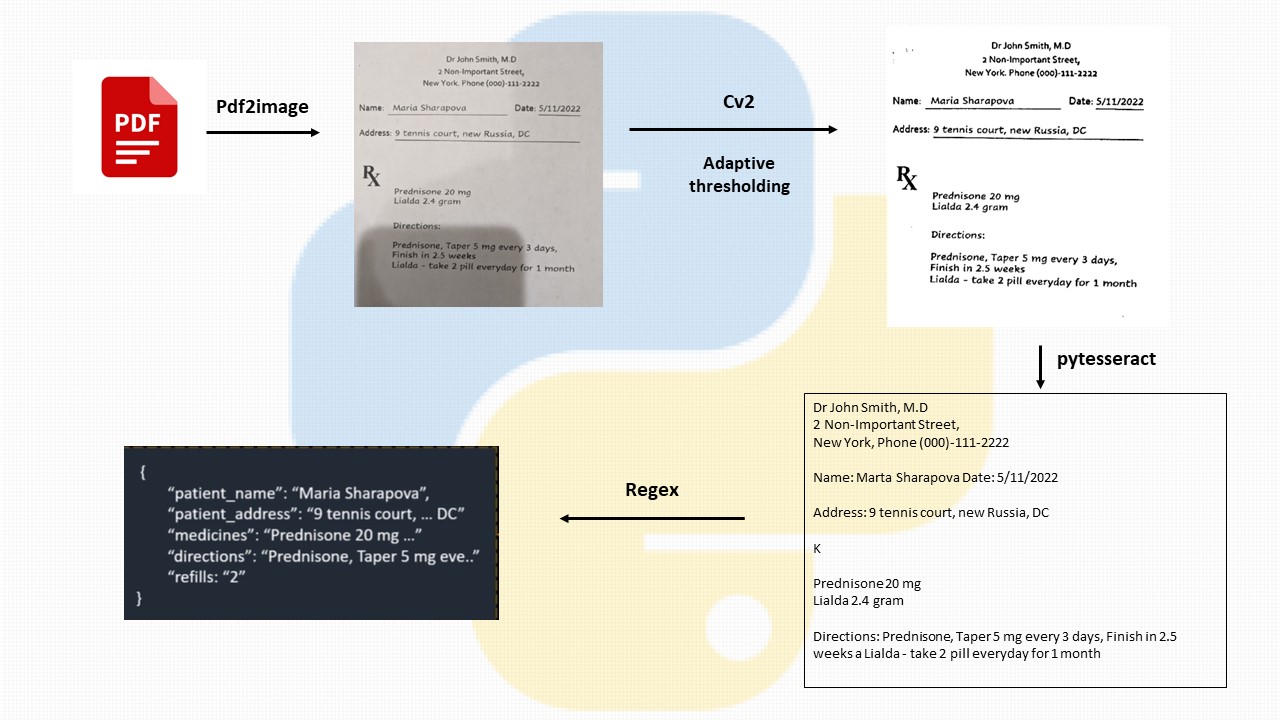 PDF
Pdf2image
Dr John Smith, M.D
2 Non-Important Street,
New York. Phone (000)-111-2222
Name: Maria Sharapova Date: 5/11/2022
Address: 9 tennis court, new Russia, DC
Rx
Prednisone 20 mg
Lialda 2.4 gram
Directions:
Prednisone, Taper 5 mg every 3 days,
Finish in 2.5 weeks
Lialda - take 2 pill everyday for 1 month
Cv2
Adaptive
thresholding
Dr John Smith, M.D
2 Non-Important Street,
New York. Phone (000)-111-2222
Name: Maria Sharapova Date: 5/11/2022
Address: 9 tennis court, new Russia, DC
Rx
Prednisone 20 mg
Lialda 2.4 gram
Directions:
Prednisone, Taper 5 mg every 3 days,
Finish in 2.5 weeks
Lialda - take 2 pill everyday for 1 month
pytesseract
Dr John Smith, M.D
2 Non-Important Street,
New York, Phone (000)-111-2222
Name: Marta Sharapova Date: 5/11/2022
Address: 9 tennis court, new Russia, DC
K
Prednisone 20 mg
Lialda 2.4 gram
Directions: Prednisone, Taper 5 mg every 3 days, Finish in 2.5
weeks a Lialda - take 2 pill everyday for 1 month
Regex
{
“patient_name”: “Maria Sharapova”,
“patient_address”: “9 tennis court, ... DC”
“medicines”: “Prednisone 20 mg ...”
“directions”: “Prednisone, Taper 5 mg eve..”
“refills: “2”
}